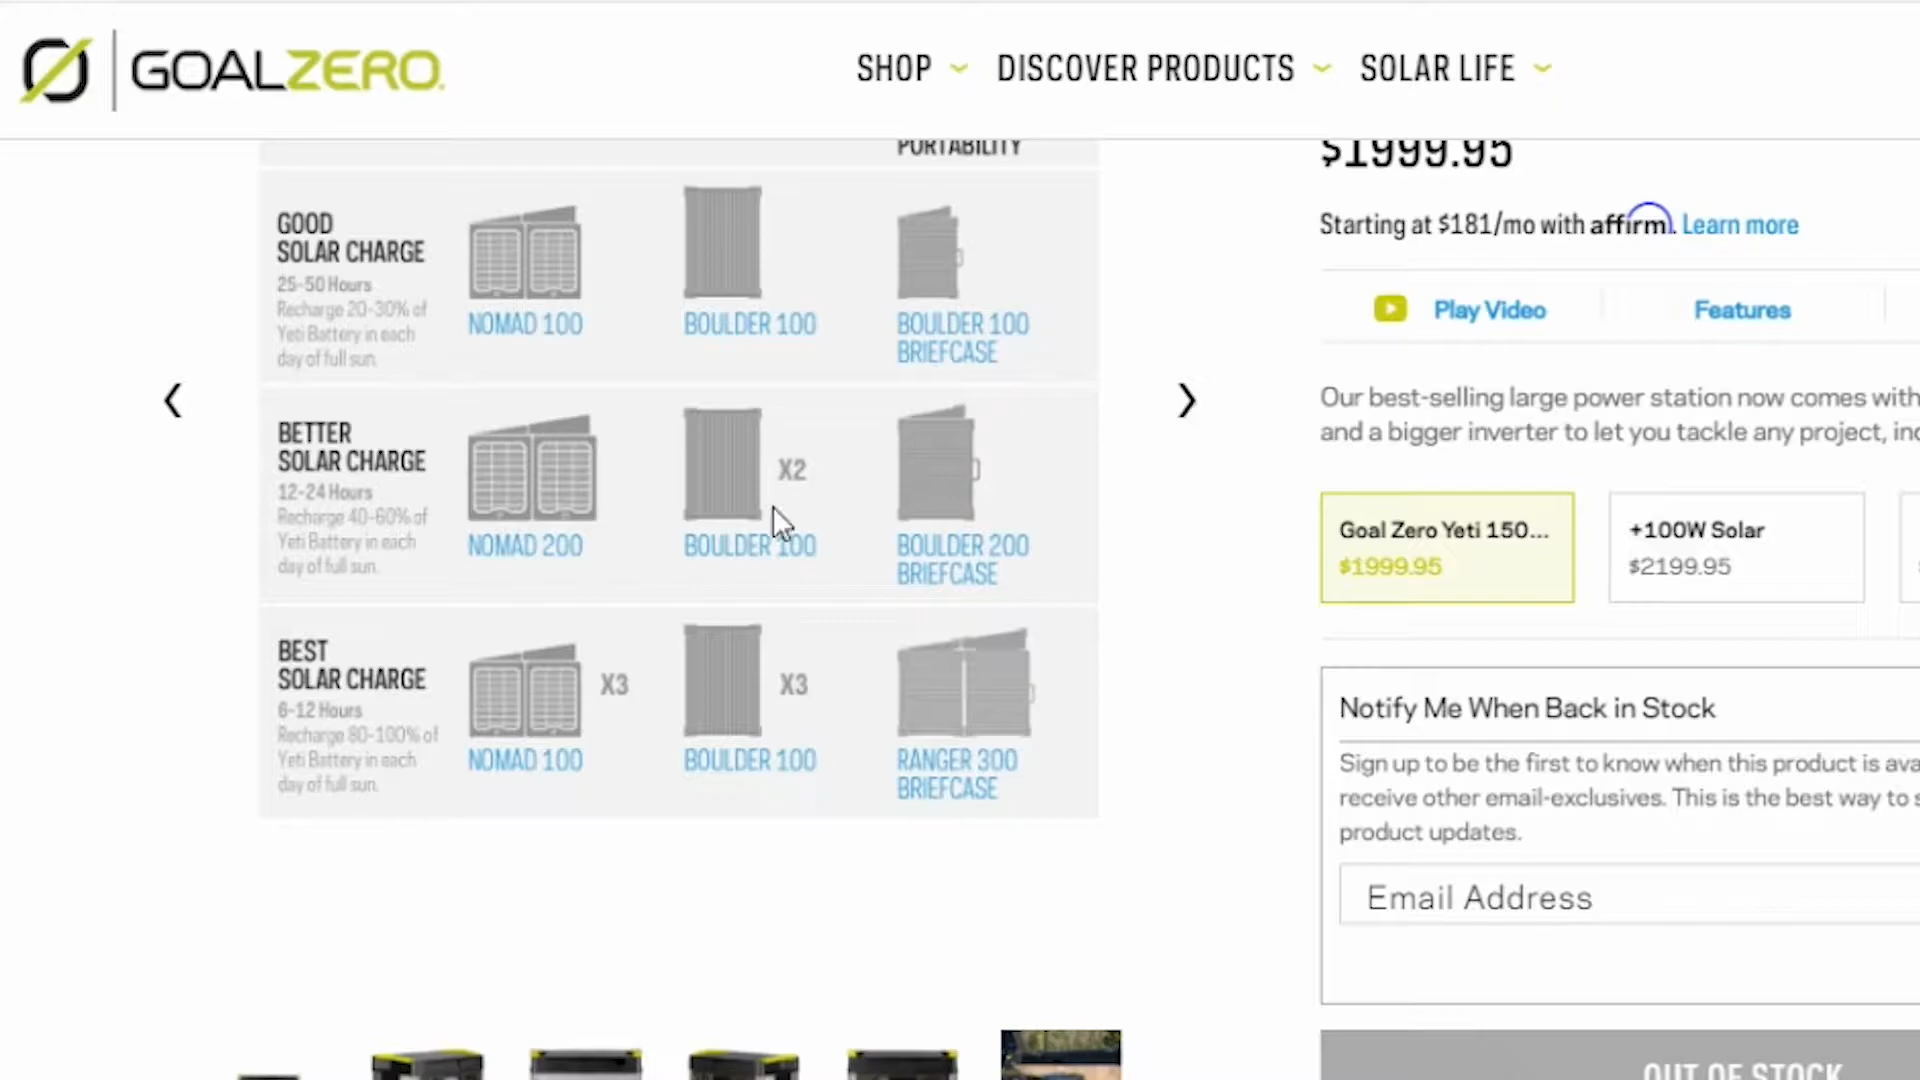 GOALZERO.
SHOP
DISCOVER PRODUCTS
SOLAR LIFE
PORTABILITY
GOOD
SOLAR CHARGE
25-50 Hours
Recharge 20-30% of
Yeti Battery in each
day of full sun.
NOMAD 100
BOULDER 100
BOULDER 100
BRIEFCASE
BETTER
SOLAR CHARGE
12-24 Hours
Recharge 40-60% of
Yeti Battery in each
day of full sun.
NOMAD 200
X2
BOULDER 100
BOULDER 200
BRIEFCASE
BEST
SOLAR CHARGE
6-12 Hours
Recharge 80-100% of
Yeti Battery in each
day of full sun.
X3
NOMAD 100
X3
BOULDER 100
RANGER 300
BRIEFCASE
$1999.95
Starting at $181/mo with affirm. Learn more
Play Video
Features
Our best-selling large power station now comes with
and a bigger inverter to let you tackle any project, inc
Goal Zero Yeti 150...
$1999.95
+100W Solar
$2199.95
Notify Me When Back in Stock
Sign up to be the first to know when this product is ava
receive other email-exclusives. This is the best way to s
product updates.
Email Address
OUT OF STOCK